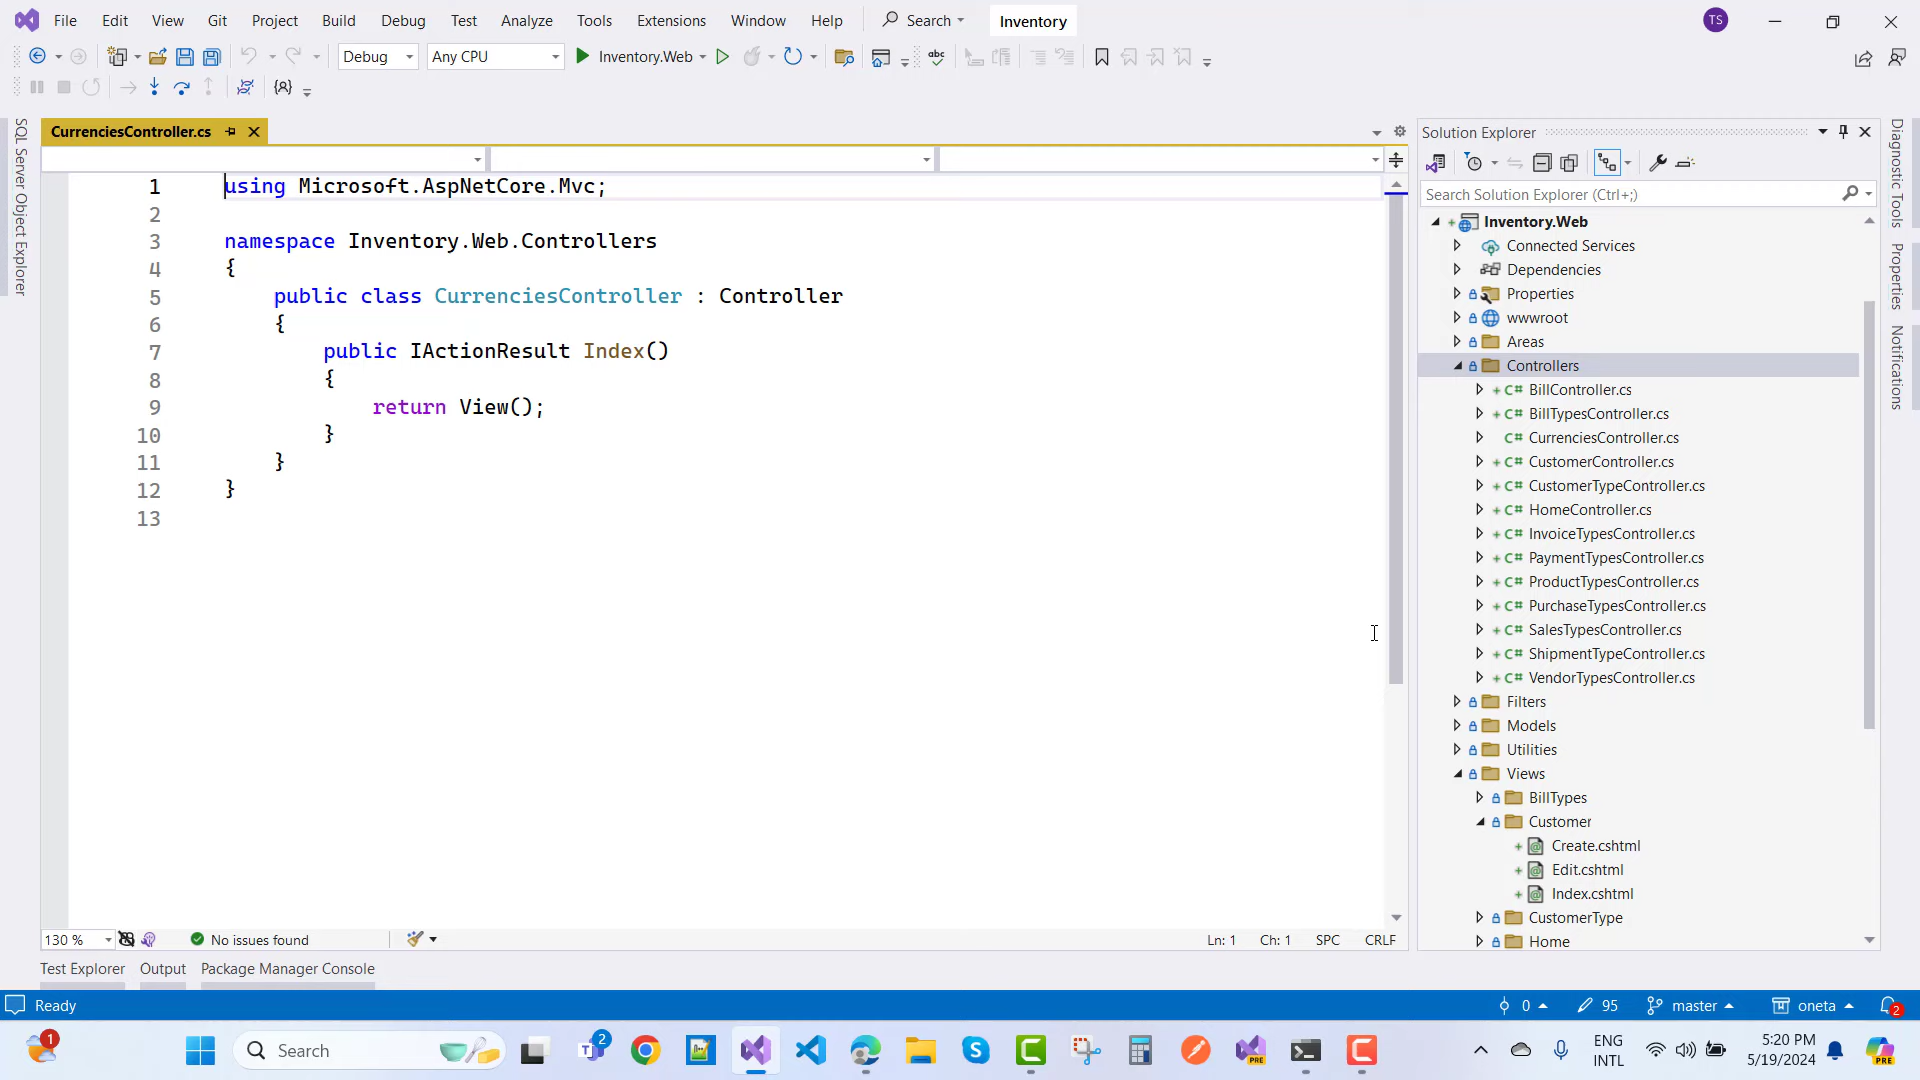 File Edit View Git Project Build Debug Test Analyze Tools Extensions Window Help Search Inventory TS
Debug Any CPU Inventory.Web
CurrenciesController.cs
SQL Server Object Explorer
1 using Microsoft.AspNetCore.Mvc;
2
3 namespace Inventory.Web.Controllers
4 {
5 public class CurrenciesController : Controller
6 {
7 public IActionResult Index()
8 {
9 return View();
10 }
11 }
12 }
13
130 % No issues found Ln: 1 Ch: 1 SPC CRLF
Solution Explorer
Search Solution Explorer (Ctrl+;)
Inventory.Web
Connected Services
Dependencies
Properties
wwwroot
Areas
Controllers
C# BillController.cs
C# BillTypesController.cs
C# CurrenciesController.cs
C# CustomerController.cs
C# CustomerTypeController.cs
C# HomeController.cs
C# InvoiceTypesController.cs
C# PaymentTypesController.cs
C# ProductTypesController.cs
C# PurchaseTypesController.cs
C# SalesTypesController.cs
C# ShipmentTypeController.cs
C# VendorTypesController.cs
Filters
Models
Utilities
Views
BillTypes
Customer
Create.cshtml
Edit.cshtml
Index.cshtml
CustomerType
Home
Diagnostic Tools
Properties
Notifications
Test Explorer Output Package Manager Console
Ready 0 95 master oneta 2
1 Search 2 PRE ENG
INTL 5:20 PM
5/19/2024 PRE